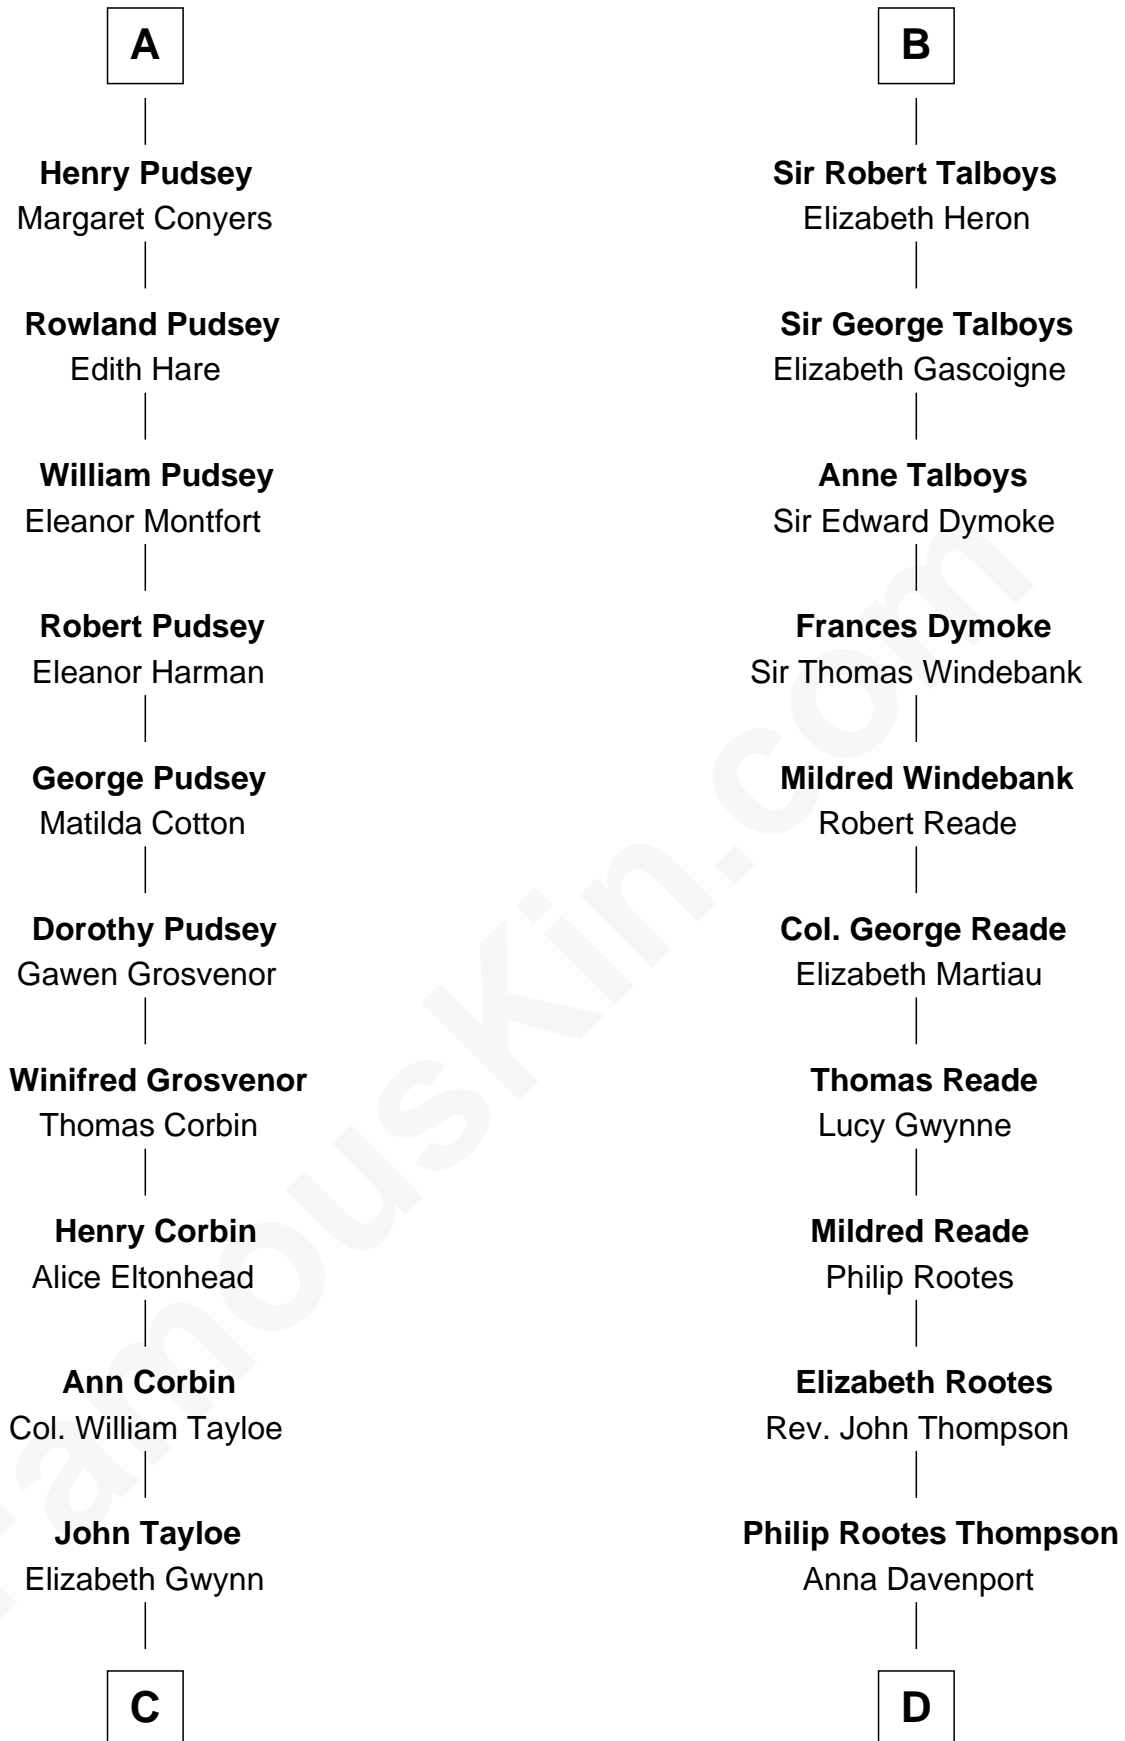 A
Henry Pudsey
Margaret Conyers
Rowland Pudsey
Edith Hare
William Pudsey
Eleanor Montfort
Robert Pudsey
Eleanor Harman
George Pudsey
Matilda Cotton
Dorothy Pudsey
Gawen Grosvenor
Winifred Grosvenor
Thomas Corbin
Henry Corbin
Alice Eltonhead
Ann Corbin
Col. William Tayloe
John Tayloe
Elizabeth Gwynn
C
B
Sir Robert Talboys
Elizabeth Heron
Sir George Talboys
Elizabeth Gascoigne
Anne Talboys
Sir Edward Dymoke
Frances Dymoke
Sir Thomas Windebank
Mildred Windebank
Robert Reade
Col. George Reade
Elizabeth Martiau
Thomas Reade
Lucy Gwynne
Mildred Reade
Philip Rootes
Elizabeth Rootes
Rev. John Thompson
Philip Rootes Thompson
Anna Davenport
D
FamousKin.com